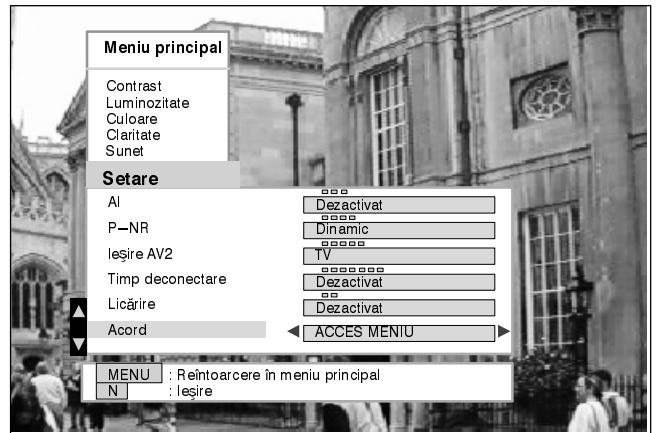 Meniu principal
Contrast
Luminozitate
Culoare
Claritate
Sunet
Setare
AI Dezactivat
P-NR Dinamic
Ieşire AV2 TV
Timp deconectare Dezactivat
Licărire Dezactivat
Acord ACCES MENIU
MENU : Reîntoarcere în meniu principal
N : Ieşire